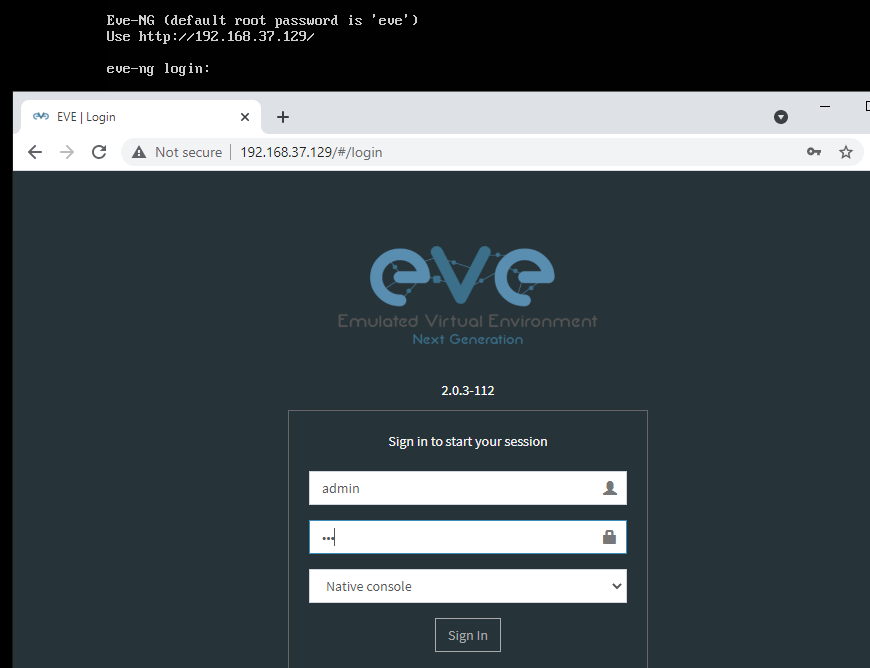 Eve-NG (default root password is 'eve')
Use http://192.168.37.129/
eve-ng login:
EVE | Login
Not secure 192.168.37.129/#/login
eve
Emulated Virtual Environment
Next Generation
2.0.3-112
Sign in to start your session
admin
•••
Native console
Sign In